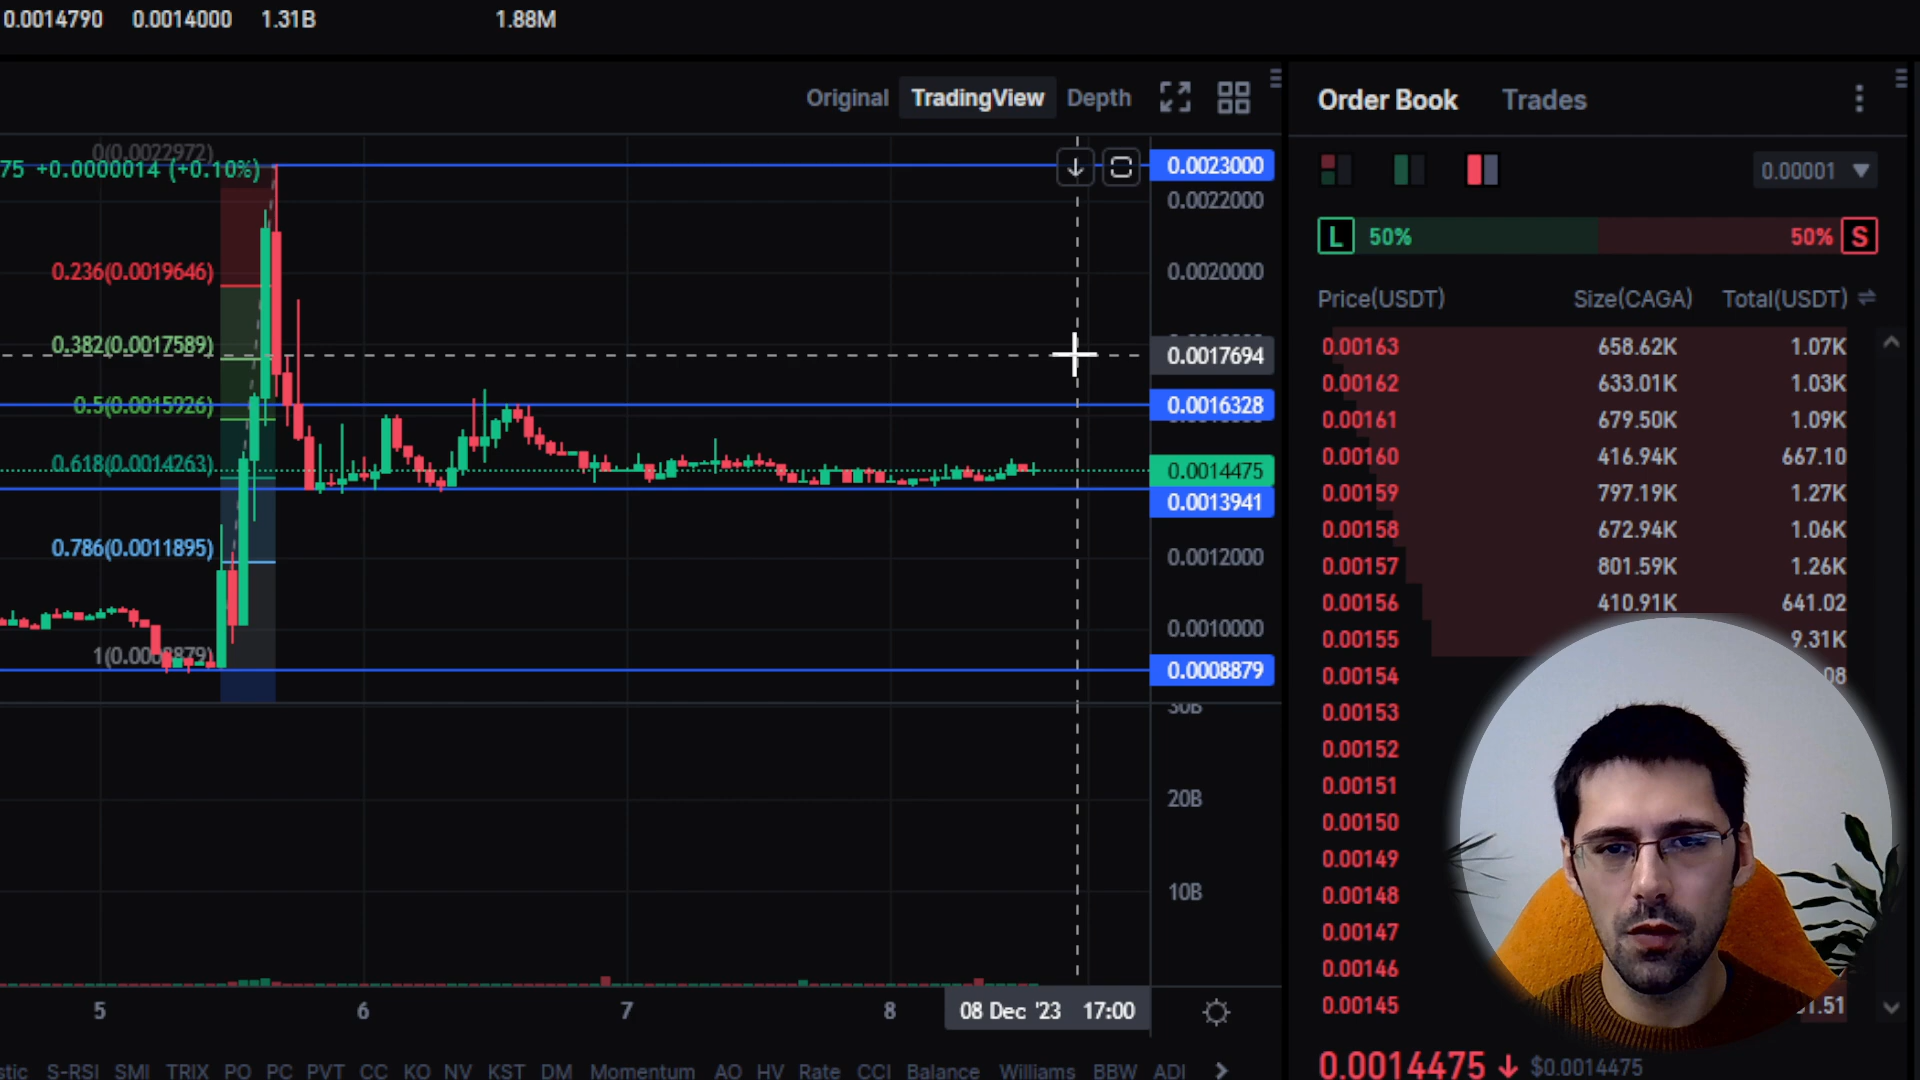 0.0014790 0.0014000 1.31B 1.88M
Original TradingView Depth
0(0.0022972)
75 +0.0000014 (+0.10%)
0.236(0.0019646)
0.382(0.0017589)
0.5(0.0015926)
0.618(0.0014263)
0.786(0.0011895)
0.0023000
0.0022000
0.0020000
0.0017694
0.0016328
0.0014475
0.0013941
0.0012000
0.0010000
0.0008879
30B
20B
10B
5 6 7 8 08 Dec '23 17:00
stic S-RSI SMI TRIX PO PC PVT CC KO NV KST DM Momentum AO HV Rate CCI Balance Williams BBW ADI
Order Book Trades
0.00001
L 50% 50% S
Price(USDT) Size(CAGA) Total(USDT)
0.00163 658.62K 1.07K
0.00162 633.01K 1.03K
0.00161 679.50K 1.09K
0.00160 416.94K 667.10
0.00159 797.19K 1.27K
0.00158 672.94K 1.06K
0.00157 801.59K 1.26K
0.00156 410.91K 641.02
0.00155 9.31K
0.00154 08
0.00153
0.00152
0.00151
0.00150
0.00149
0.00148
0.00147
0.00146
0.00145 1.51
0.0014475 $0.0014475